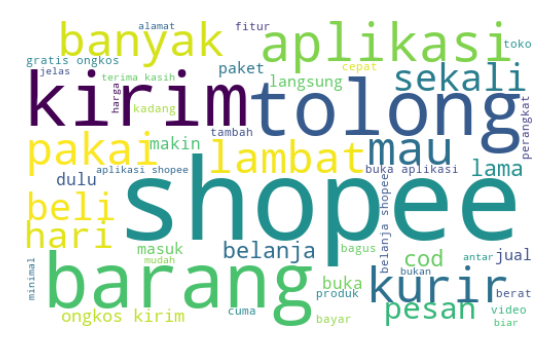 alamat fitur
banyak aplikasi toko
gratis ongkos paket cepat
jelas terima kasih langsung sekali
kirim tolong
harga kadang perangkat
tambah
pakai makin lambat mau
aplikasi shopee buka aplikasi lama
dulu shopee
beli belanja shopee
hari masuk belanja bagus cod jual
mudah bukan antar
barang buka kurir
minimal produk berat
ongkos kirim cuma bayar pesan video
biar